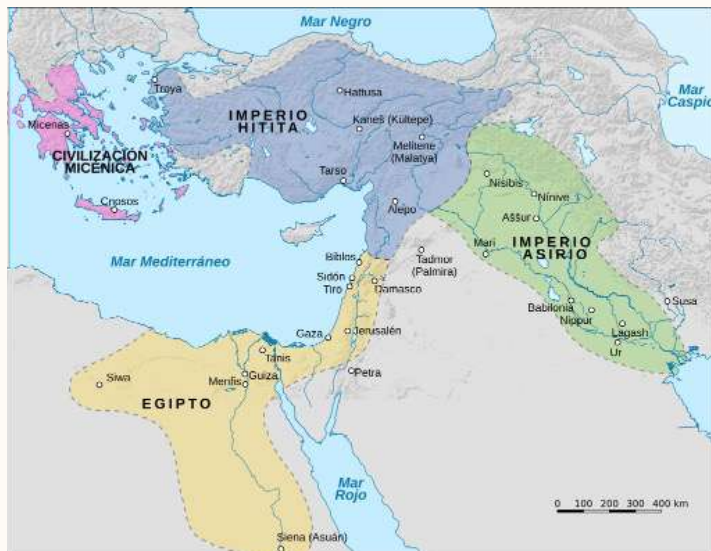 Mar Negro
Mar
Caspio
Troya
Hattusa
IMPERIO
HITITA
Kaneš (Kültepe)
Micenas
Melitene
(Malatya)
CIVILIZACIÓN
MICÉNICA
Tarso
Nísibis
Nínive
Cnosos
Alepo
Aššur
IMPERIO
ASIRIO
Mar Mediterráneo
Biblos
Mari
Tadmor
(Palmira)
Sidón
Tiro
Damasco
Babilonia
Susa
Nippur
Lagash
Gaza
Jerusalén
Ur
Tanis
Siwa
Menfis
Guiza
Petra
EGIPTO
Mar
Rojo
0 100 200 300 400 km
Siena (Asuán)